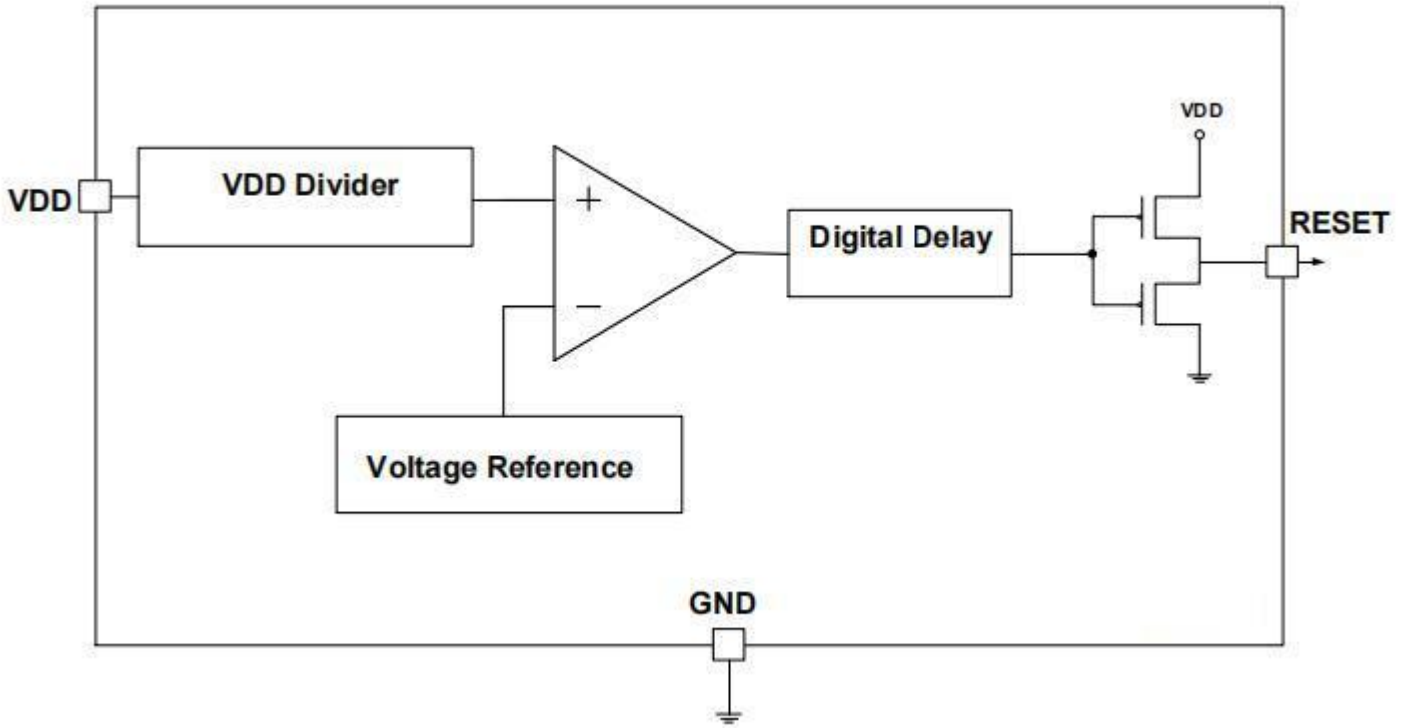 VDD
VDD Divider
VDD
+
Digital Delay
RESET
−
Voltage Reference
GND